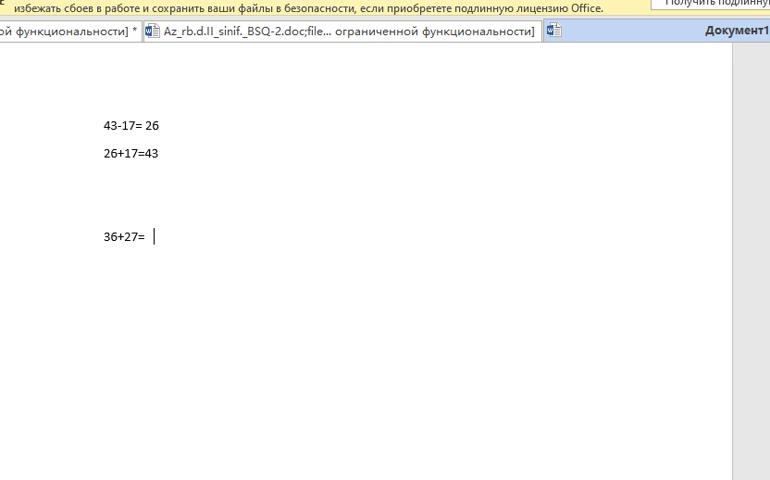 избежать сбоев в работе и сохранить ваши файлы в безопасности, если приобретете подлинную лицензию Office.
Получить подлинную
ой функциональности] *
Az_rb.d.II_sinif._BSQ-2.doc;file... ограниченной функциональности]
Документ1
43-17= 26
26+17=43
36+27=